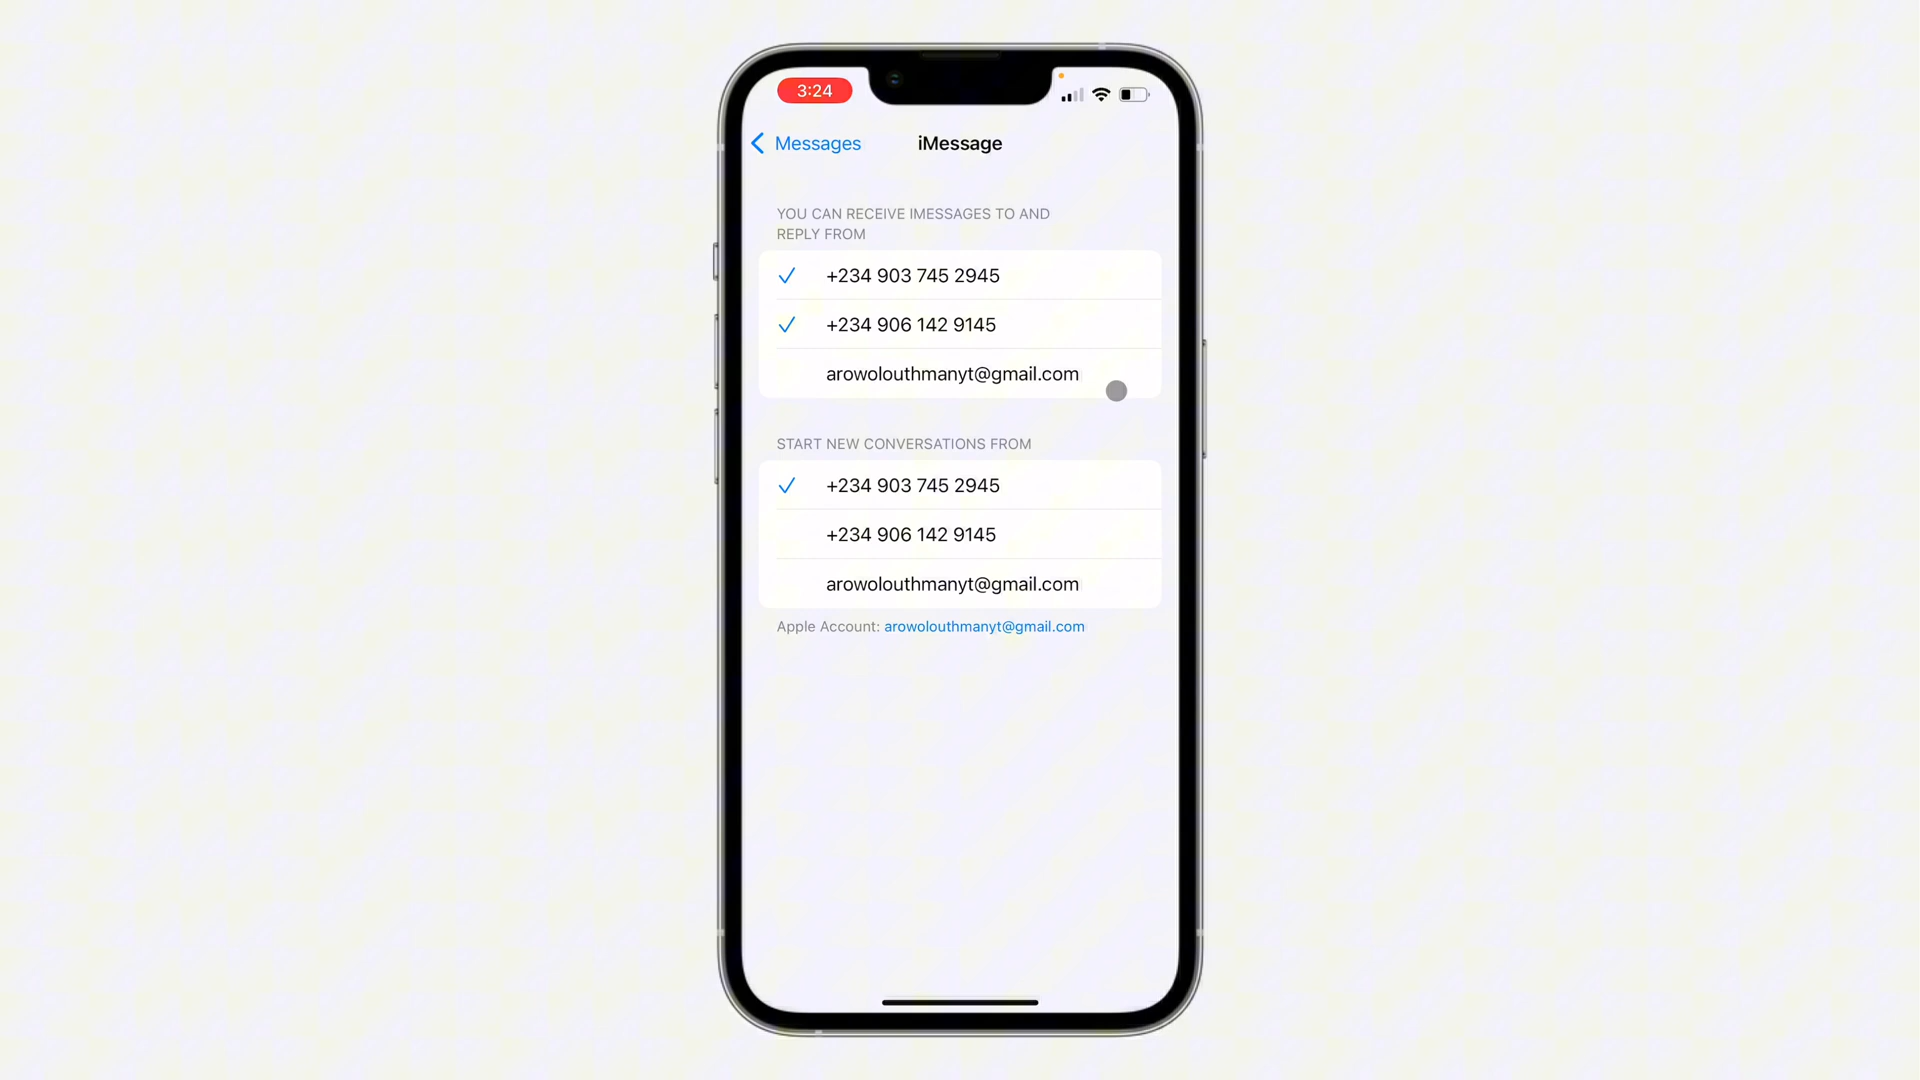 3:24
Messages
iMessage
YOU CAN RECEIVE IMESSAGES TO AND
REPLY FROM
+234 903 745 2945
+234 906 142 9145
arowolouthmanyt@gmail.com
START NEW CONVERSATIONS FROM
+234 903 745 2945
+234 906 142 9145
arowolouthmanyt@gmail.com
Apple Account: arowolouthmanyt@gmail.com